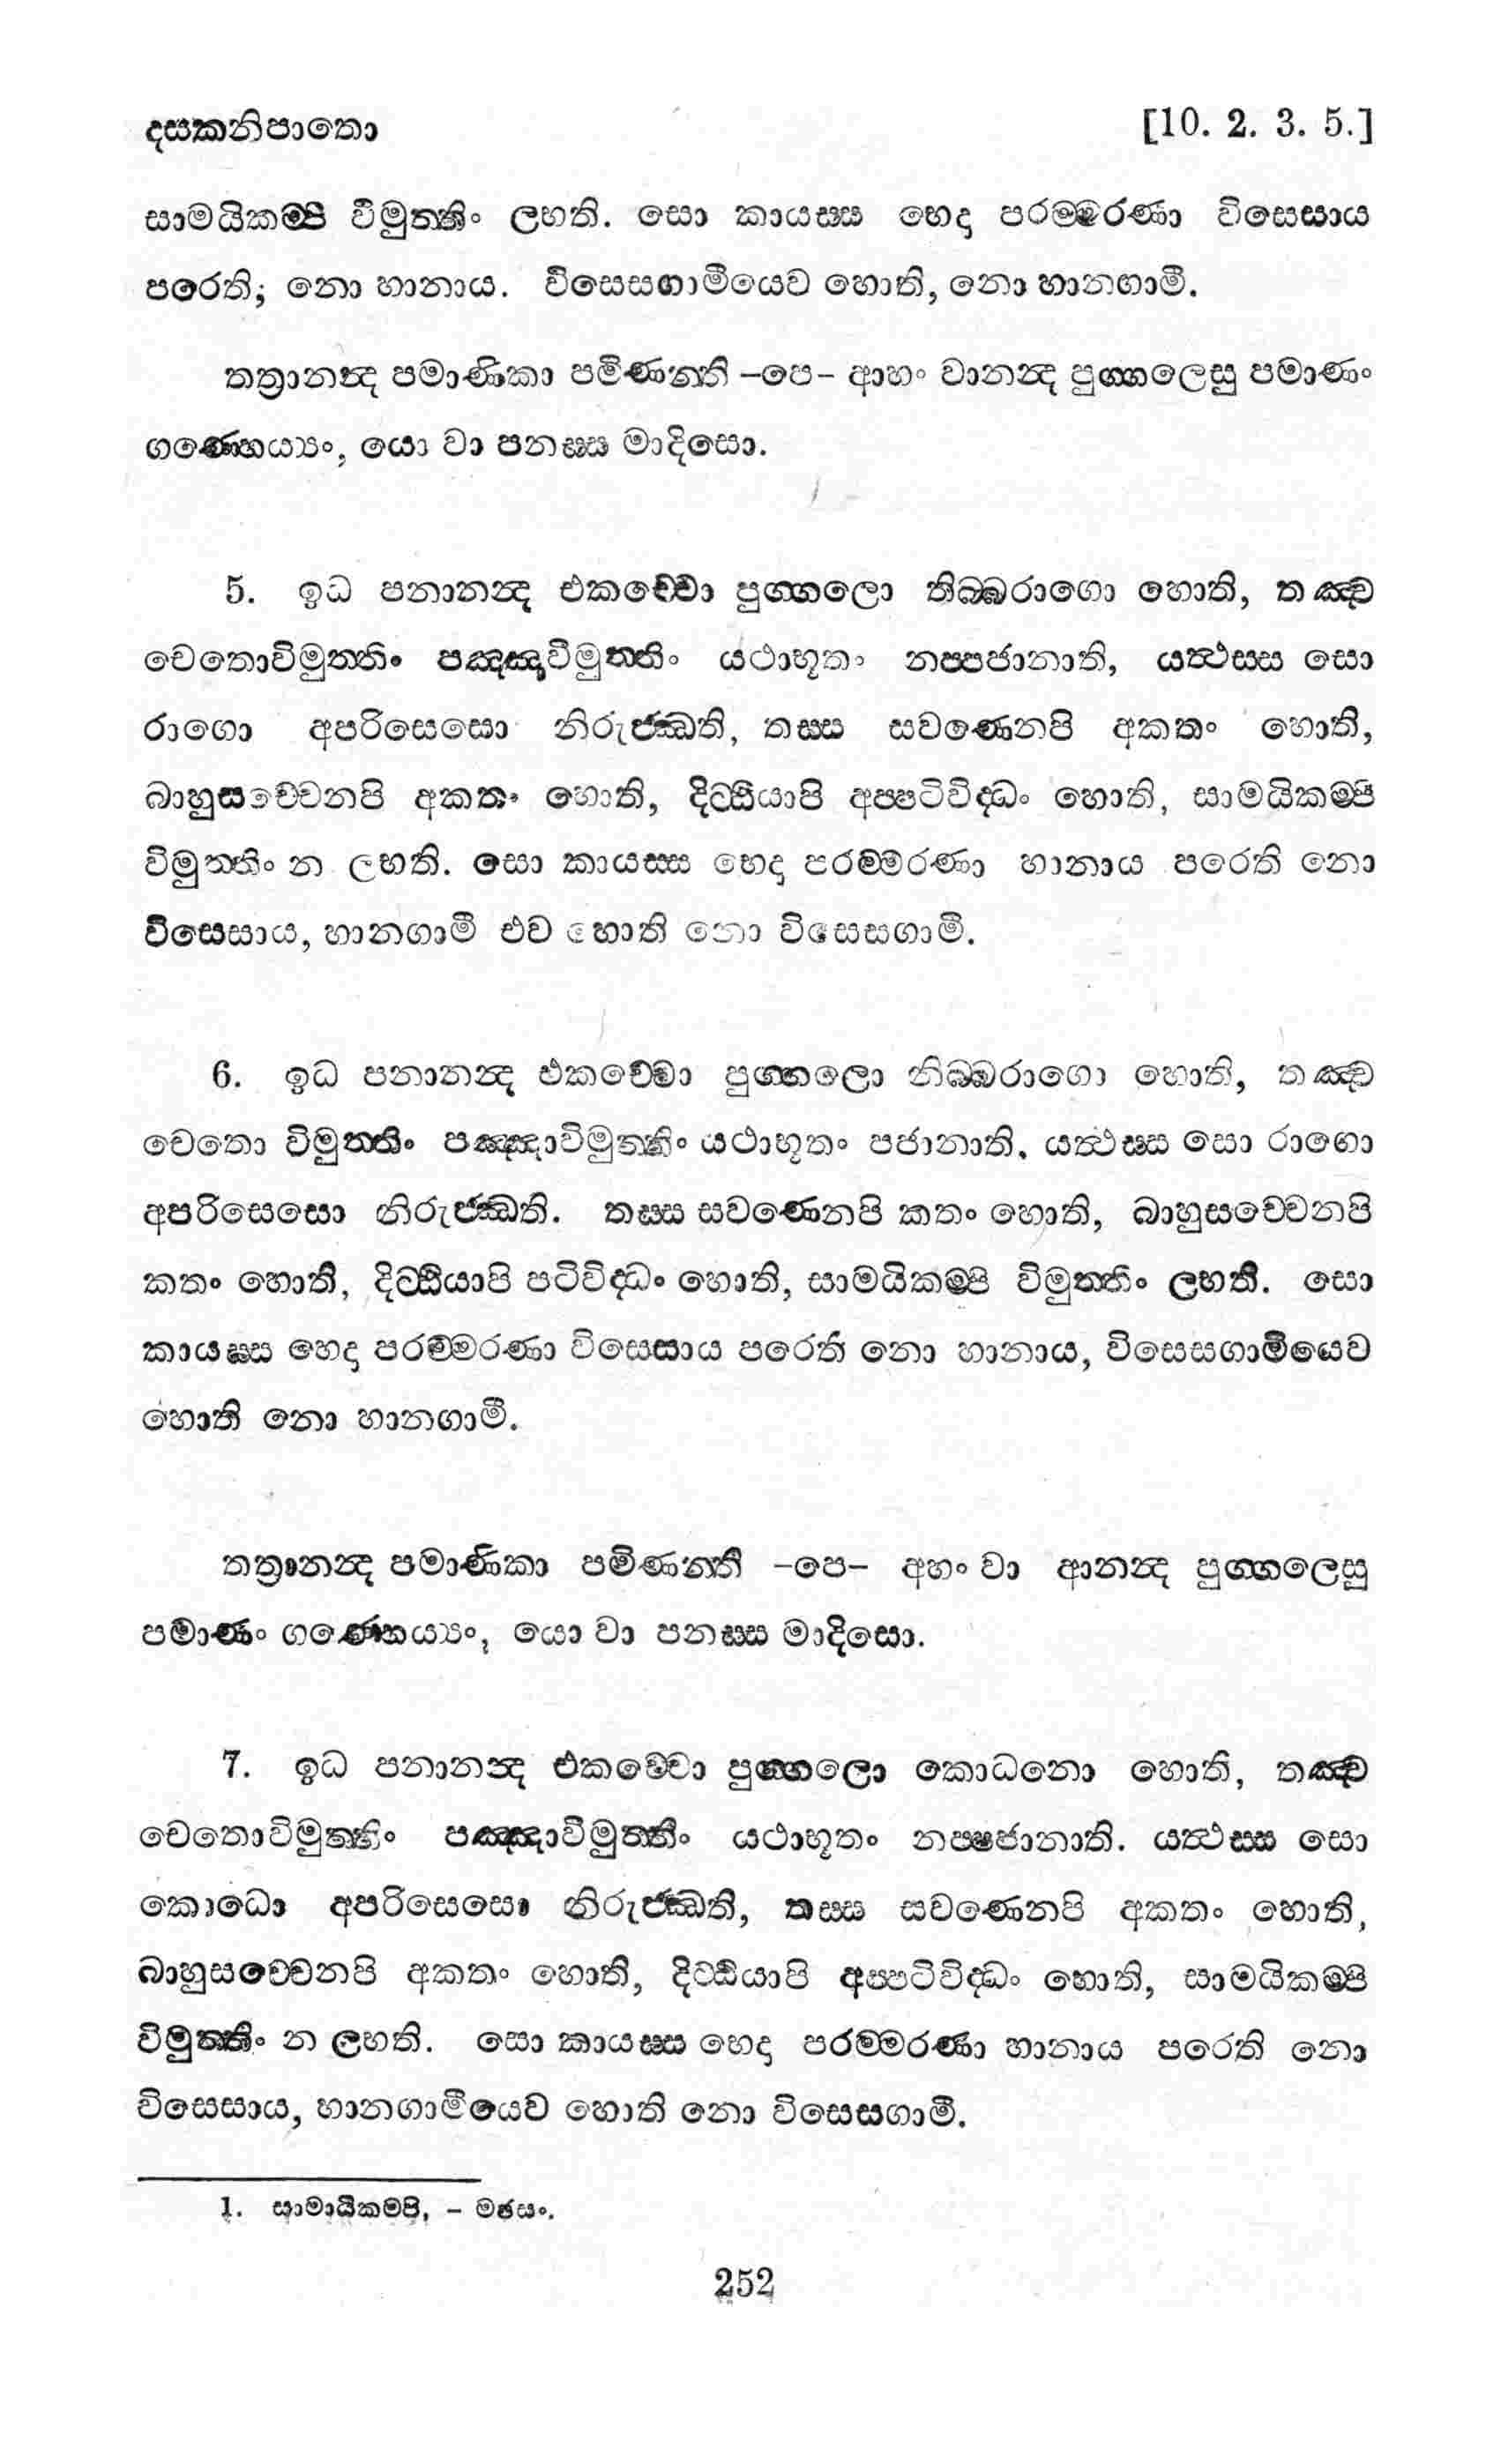 දසකනිපාතො [10. 2. 3. 5.]
සාමයිකම්පි විමුත්තිං ලභති. සො කායස්ස භෙදා පරම්මරණා විසෙසාය
පරෙති; නො හානාය. විසෙසගාමීයෙව හොති, නො හානගාමී.
තත්‍රානන්‍ද පමාණිකා පමිණන්ති –පෙ– ආහං වානන්‍ද පුග්ගලෙසු පමාණං
ගණ්හෙය්‍යං, යො වා පනස්ස මාදිසො.
5. ඉධ පනානන්‍ද එකච්චො පුග්ගලො තිබ්බරාගො හොති, තඤ්ච
චෙතොවිමුත්තිං පඤ්ඤාවිමුත්තිං යථාභූතං නප්පජානාති, යත්‍ථස්ස සො
රාගො අපරිසෙසො නිරුජ්ඣති, තස්ස සවණෙනපි අකතං හොති,
බාහුසච්චෙනපි අකතං හොති, දිට්ඨියාපි අප්පටිවිද්ධං හොති, සාමයිකම්පි
විමුත්තිං න ලභති. සො කායස්ස භෙදා පරම්මරණා හානාය පරෙති නො
විසෙසාය, හානගාමී එව හොති නො විසෙසගාමී.
6. ඉධ පනානන්‍ද එකච්චො පුග්ගලො තිබ්බරාගො හොති, තඤ්ච
චෙතො විමුත්තිං පඤ්ඤාවිමුත්තිං යථාභූතං පජානාති, යත්‍ථස්ස සො රාගො
අපරිසෙසො නිරුජ්ඣති. තස්ස සවණෙනපි කතං හොති, බාහුසච්චෙනපි
කතං හොති, දිට්ඨියාපි පටිවිද්ධං හොති, සාමයිකම්පි විමුත්තිං ලභති. සො
කායස්ස භෙදා පරම්මරණා විසෙසාය පරෙති නො හානාය, විසෙසගාමීයෙව
හොති නො හානගාමී.
තත්‍රානන්‍ද පමාණිකා පමිණන්ති –පෙ– අහං වා ආනන්‍ද පුග්ගලෙසු
පමාණං ගණ්හෙය්‍යං, යො වා පනස්ස මාදිසො.
7. ඉධ පනානන්‍ද එකච්චො පුග්ගලො කොධනො හොති, තඤ්ච
චෙතොවිමුත්තිං පඤ්ඤාවිමුත්තිං යථාභූතං නප්පජානාති. යත්‍ථස්ස සො
කොධො අපරිසෙසො නිරුජ්ඣති, තස්ස සවණෙනපි අකතං හොති,
බාහුසච්චෙනපි අකතං හොති, දිට්ඨියාපි අප්පටිවිද්ධං හොති, සාමයිකම්පි
විමුත්තිං න ලභති. සො කායස්ස භෙදා පරම්මරණා හානාය පරෙති නො
විසෙසාය, හානගාමීයෙව හොති නො විසෙසගාමී.
1. සාමායිකමපි, – මජසං.
252